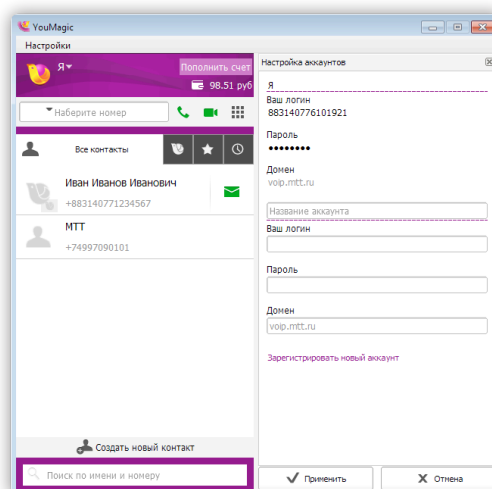 YouMagic
Настройки
Я
Пополнить счет
98.51 руб
Наберите номер
Все контакты
Иван Иванов Иванович
+883140771234567
МТТ
+74997090101
Создать новый контакт
Поиск по имени и номеру
Настройка аккаунтов
Я
Ваш логин
883140776101921
Пароль
••••••••
Домен
voip.mtt.ru
Название аккаунта
Ваш логин
Пароль
Домен
voip.mtt.ru
Зарегистрировать новый аккаунт
Применить
Отмена